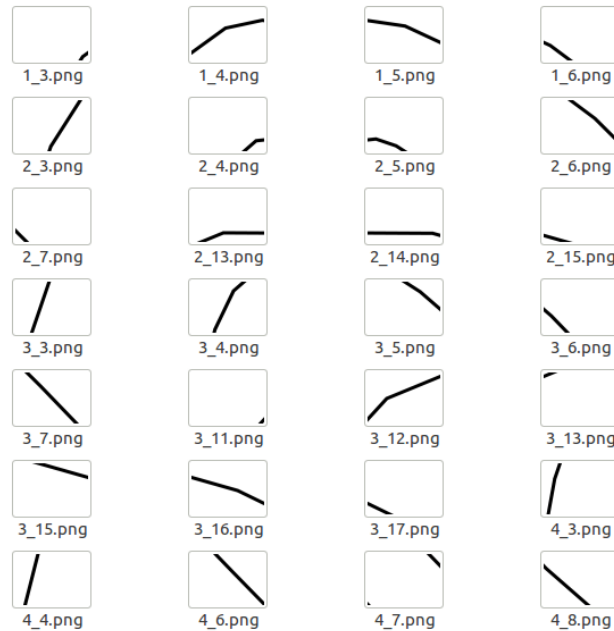 1_3.png 1_4.png 1_5.png 1_6.png
2_3.png 2_4.png 2_5.png 2_6.png
2_7.png 2_13.png 2_14.png 2_15.png
3_3.png 3_4.png 3_5.png 3_6.png
3_7.png 3_11.png 3_12.png 3_13.png
3_15.png 3_16.png 3_17.png 4_3.png
4_4.png 4_6.png 4_7.png 4_8.png